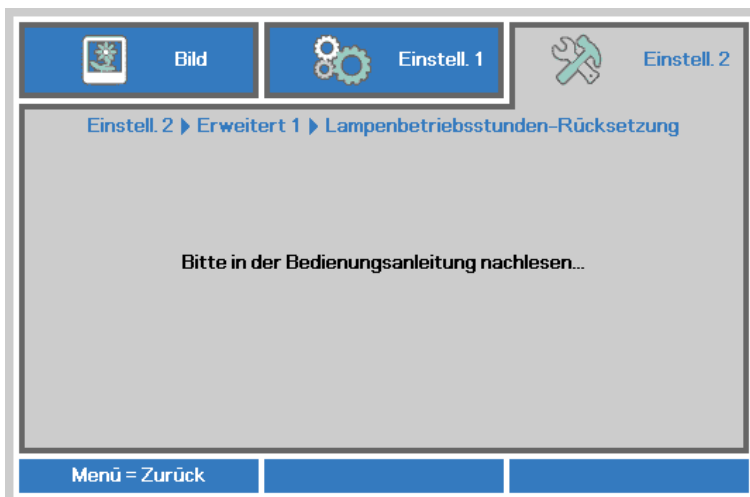 Bild
Einstell. 1
Einstell. 2
Einstell. 2 ▶ Erweitert 1 ▶ Lampenbetriebsstunden-Rücksetzung
Bitte in der Bedienungsanleitung nachlesen...
Menü = Zurück